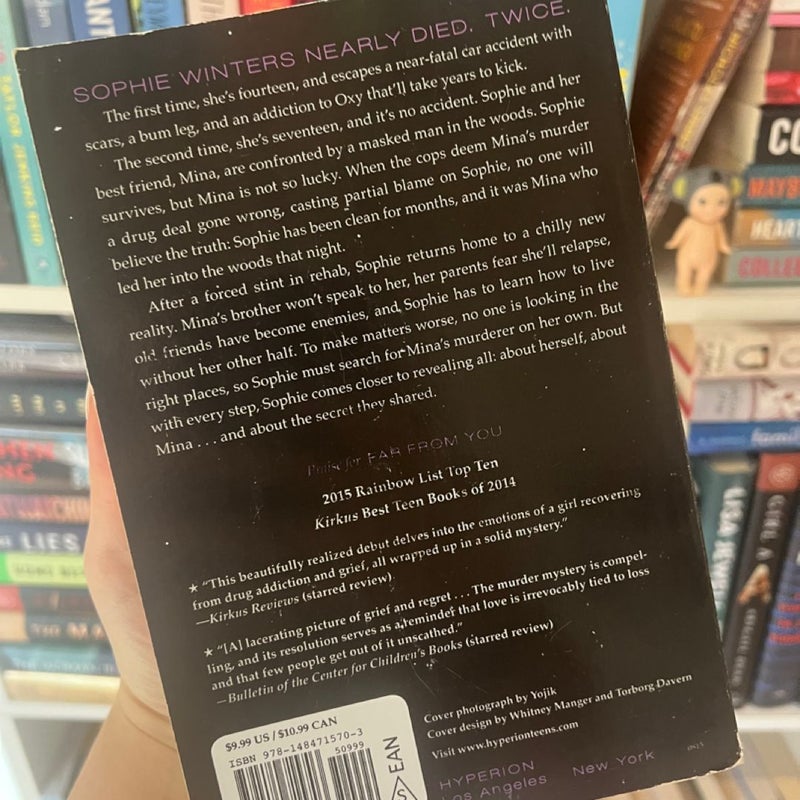 SOPHIE WINTERS NEARLY DIED. TWICE.
The first time, she's fourteen, and escapes a near-fatal car accident with
scars, a bum leg, and an addiction to Oxy that'll take years to kick.
The second time, she's seventeen, and it's no accident. Sophie and her
best friend, Mina, are confronted by a masked man in the woods. Sophie
survives, but Mina is not so lucky. When the cops deem Mina's murder
a drug deal gone wrong, casting partial blame on Sophie, no one will
believe the truth: Sophie has been clean for months, and it was Mina who
led her into the woods that night.
After a forced stint in rehab, Sophie returns home to a chilly new
reality. Mina's brother won't speak to her, her parents fear she'll relapse,
old friends have become enemies, and Sophie has to learn how to live
without her other half. To make matters worse, no one is looking in the
right places, so Sophie must search for Mina's murderer on her own. But
with every step, Sophie comes closer to revealing all: about herself, about
Mina . . . and about the secret they shared.
Praise for FAR FROM YOU
2015 Rainbow List Top Ten
Kirkus Best Teen Books of 2014
★ "This beautifully realized debut delves into the emotions of a girl recovering
from drug addiction and grief, all wrapped up in a solid mystery."
—Kirkus Reviews (starred review)
★ "[A] lacerating picture of grief and regret . . . The murder mystery is compel-
ling, and its resolution serves as a reminder that love is irrevocably tied to loss
and that few people get out of it unscathed."
—Bulletin of the Center for Children's Books (starred review)
Cover photograph by Yojik
Cover design by Whitney Manger and Torborg Davern
Visit www.hyperionteens.com
$9.99 US / $10.99 CAN
ISBN 978-148471570-3
50999
EAN
S
HYPERION
Los Angeles New York
TAYLOR JENKINS REID
LIES
THE MA
CO
HEART
COLLE
LISA JEWE